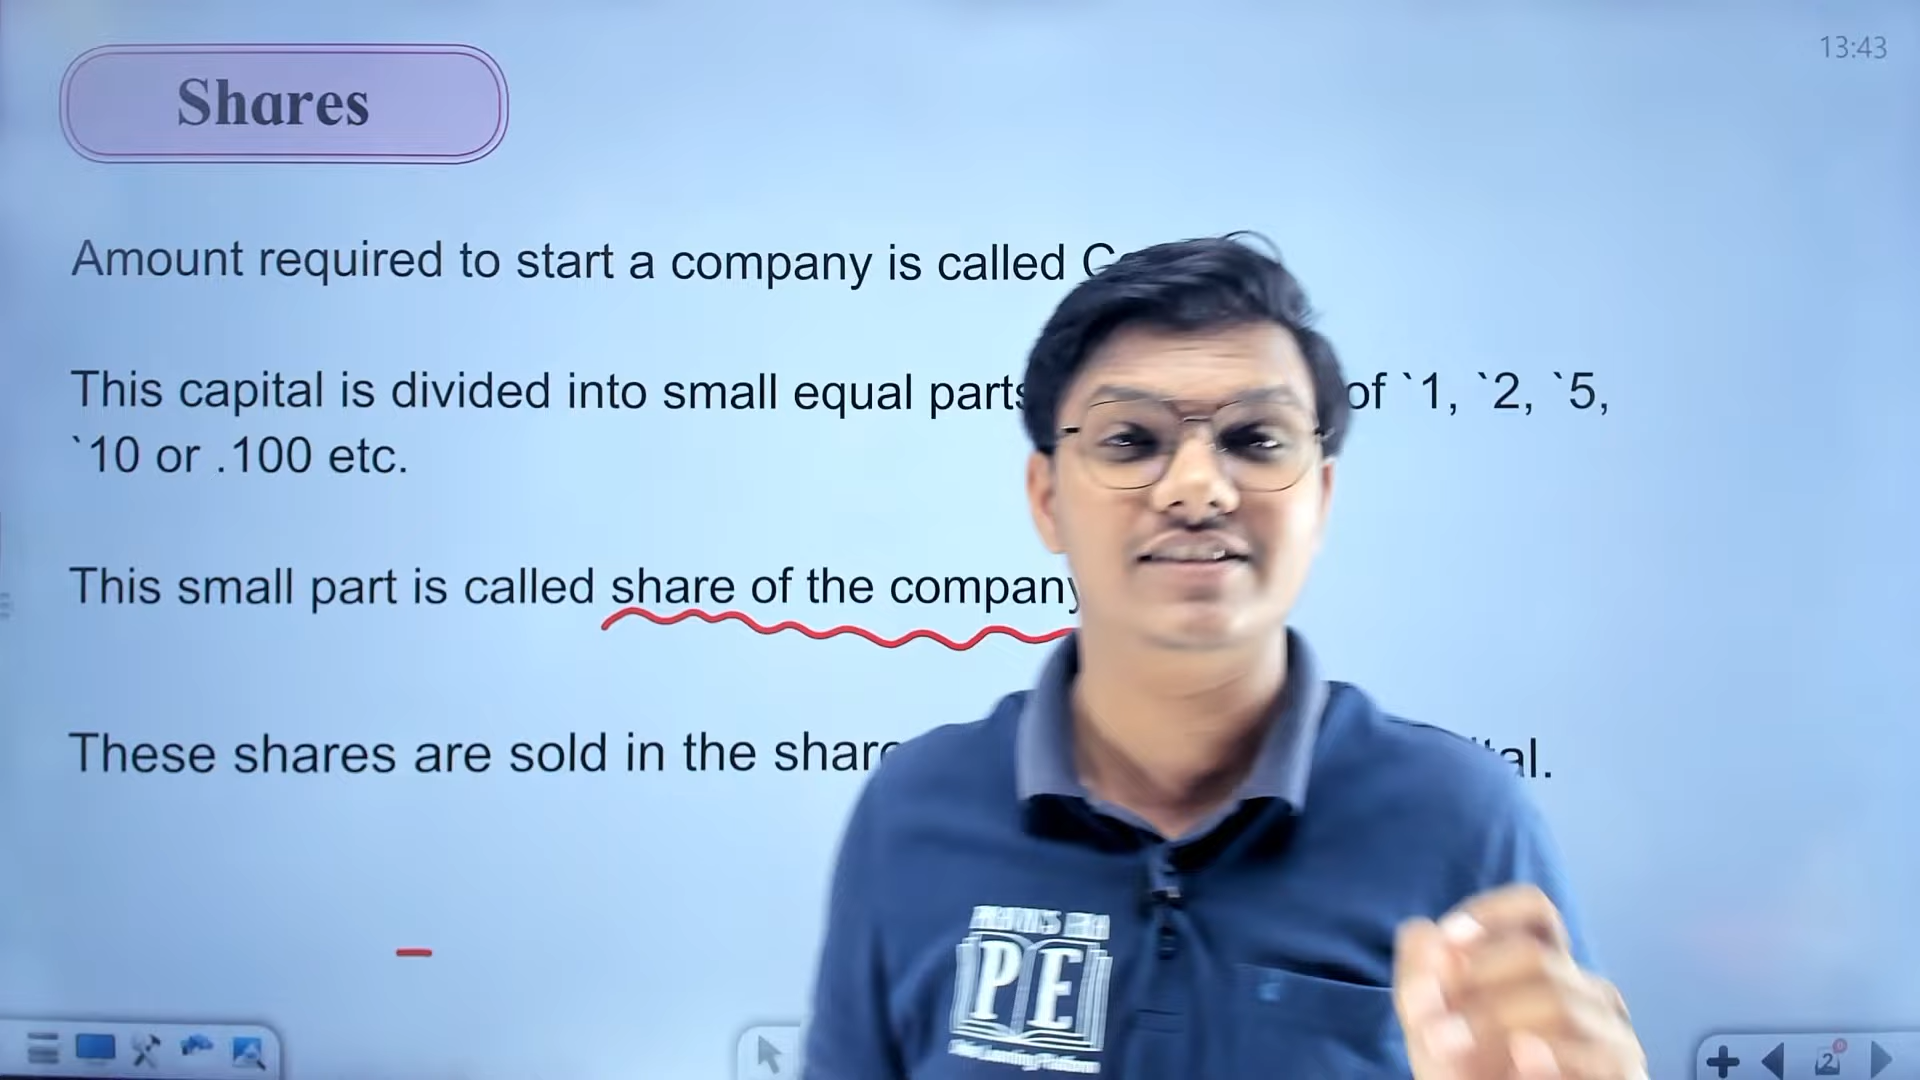 13:43
Shares
Amount required to start a company is called
This capital is divided into small equal parts of `1, `2, `5,
`10 or .100 etc.
This small part is called share of the company
These shares are sold in the
PE
2